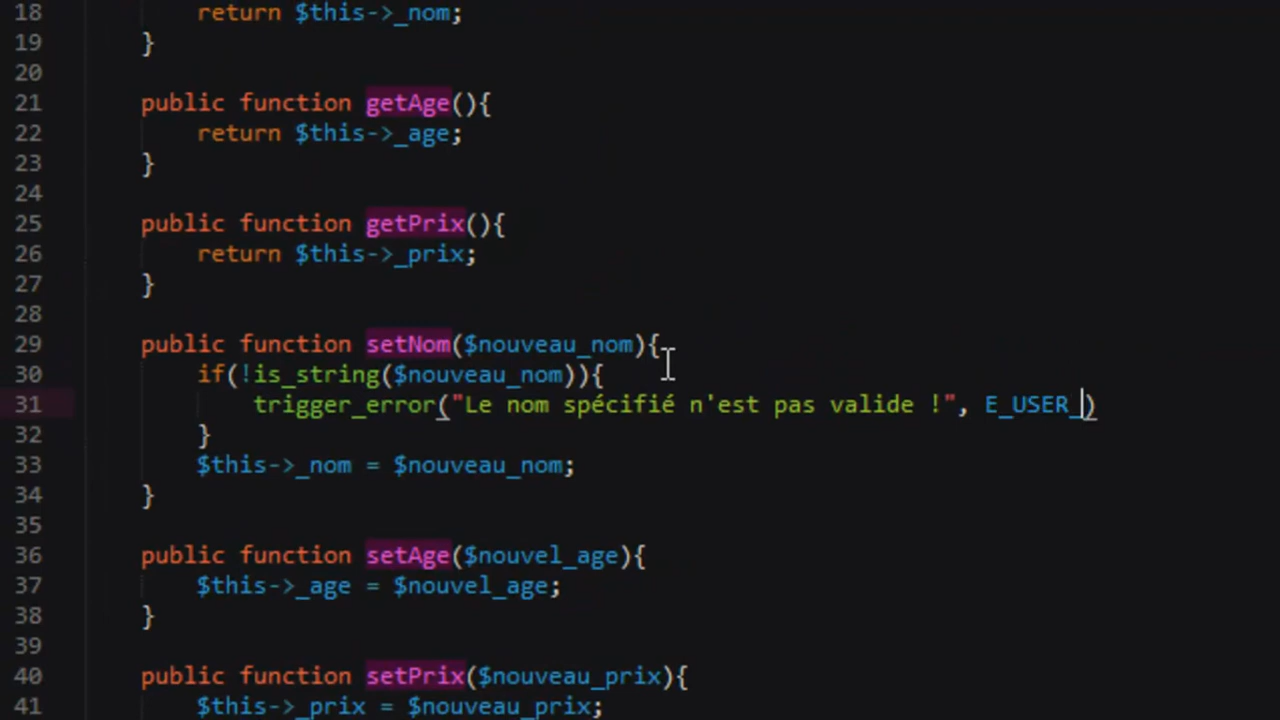 18 return $this->_nom;
19 }
20
21 public function getAge(){
22 return $this->_age;
23 }
24
25 public function getPrix(){
26 return $this->_prix;
27 }
28
29 public function setNom($nouveau_nom){
30 if(!is_string($nouveau_nom)){
31 trigger_error("Le nom spécifié n'est pas valide !", E_USER_)
32 }
33 $this->_nom = $nouveau_nom;
34 }
35
36 public function setAge($nouvel_age){
37 $this->_age = $nouvel_age;
38 }
39
40 public function setPrix($nouveau_prix){
41 $this->_prix = $nouveau_prix;